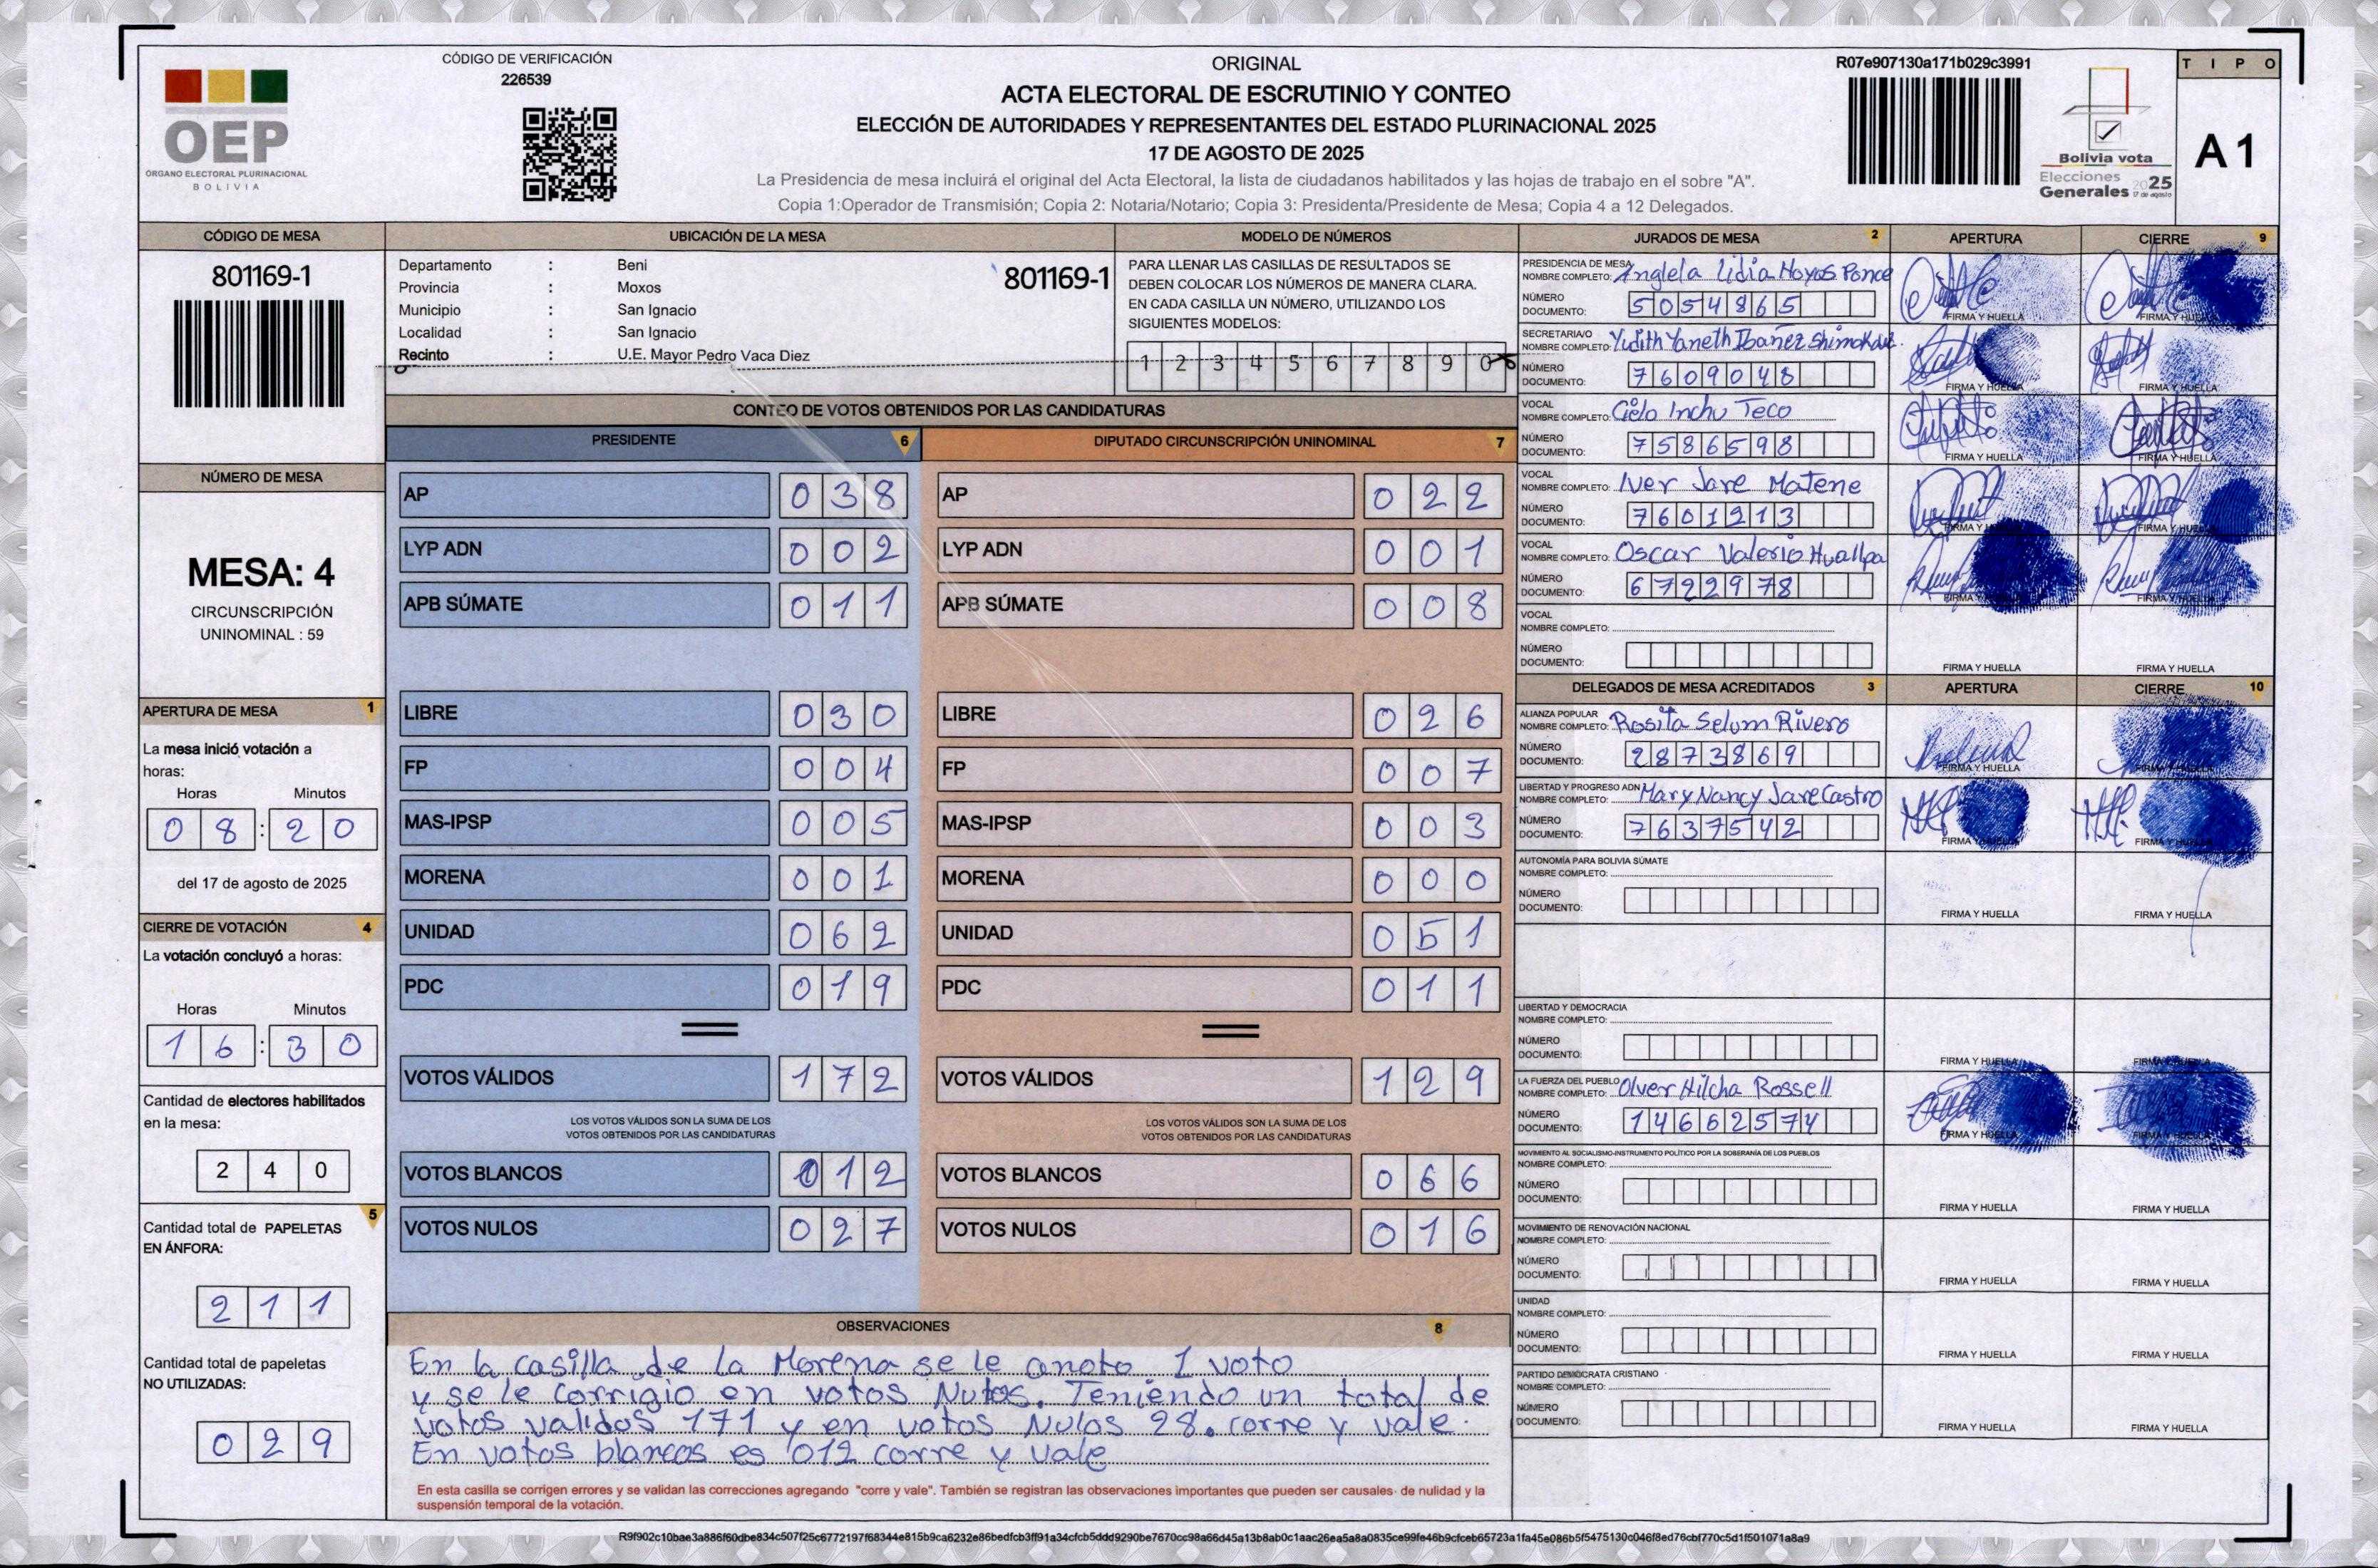 CÓDIGO DE VERIFICACIÓN
226539
OEP
ÓRGANO ELECTORAL PLURINACIONAL
BOLIVIA
ORIGINAL
ACTA ELECTORAL DE ESCRUTINIO Y CONTEO
ELECCIÓN DE AUTORIDADES Y REPRESENTANTES DEL ESTADO PLURINACIONAL 2025
17 DE AGOSTO DE 2025
La Presidencia de mesa incluirá el original del Acta Electoral, la lista de ciudadanos habilitados y las hojas de trabajo en el sobre "A".
Copia 1:Operador de Transmisión; Copia 2: Notaria/Notario; Copia 3: Presidenta/Presidente de Mesa; Copia 4 a 12 Delegados.
R07e907130a171b029c3991
Bolivia vota
Elecciones
Generales 2025
17 de agosto
TIPO
A1
CÓDIGO DE MESA
801169-1
NÚMERO DE MESA
MESA: 4
CIRCUNSCRIPCIÓN
UNINOMINAL : 59
APERTURA DE MESA 1
La mesa inició votación a
horas:
Horas Minutos
08:20
del 17 de agosto de 2025
CIERRE DE VOTACIÓN 4
La votación concluyó a horas:
Horas Minutos
16:30
Cantidad de electores habilitados
en la mesa:
240
5
Cantidad total de PAPELETAS
EN ÁNFORA:
211
Cantidad total de papeletas
NO UTILIZADAS:
029
UBICACIÓN DE LA MESA
Departamento : Beni
801169-1
Provincia : Moxos
Municipio : San Ignacio
Localidad : San Ignacio
Recinto : U.E. Mayor Pedro Vaca Diez
MODELO DE NÚMEROS
PARA LLENAR LAS CASILLAS DE RESULTADOS SE
DEBEN COLOCAR LOS NÚMEROS DE MANERA CLARA.
EN CADA CASILLA UN NÚMERO, UTILIZANDO LOS
SIGUIENTES MODELOS:
1 2 3 4 5 6 7 8 9 0
CONTEO DE VOTOS OBTENIDOS POR LAS CANDIDATURAS
PRESIDENTE 6
AP 038
LYP ADN 002
APB SÚMATE 011
LIBRE 030
FP 004
MAS-IPSP 005
MORENA 001
UNIDAD 062
PDC 019
VOTOS VÁLIDOS 172
LOS VOTOS VÁLIDOS SON LA SUMA DE LOS
VOTOS OBTENIDOS POR LAS CANDIDATURAS
VOTOS BLANCOS 012
VOTOS NULOS 027
DIPUTADO CIRCUNSCRIPCIÓN UNINOMINAL 7
AP 022
LYP ADN 001
APB SÚMATE 008
LIBRE 026
FP 007
MAS-IPSP 003
MORENA 000
UNIDAD 051
PDC 011
VOTOS VÁLIDOS 129
LOS VOTOS VÁLIDOS SON LA SUMA DE LOS
VOTOS OBTENIDOS POR LAS CANDIDATURAS
VOTOS BLANCOS 066
VOTOS NULOS 016
OBSERVACIONES 8
En la casilla de la Morena se le anoto 1 voto
y se le corrigio en votos Nulos. Teniendo un total de
votos validos 171 y en votos Nulos 28. corre y vale.
En votos blancos es 012 corre y vale
En esta casilla se corrigen errores y se validan las correcciones agregando "corre y vale". También se registran las observaciones importantes que pueden ser causales de nulidad y la
suspensión temporal de la votación.
JURADOS DE MESA 2 APERTURA CIERRE 9
PRESIDENCIA DE MESA
NOMBRE COMPLETO: Anglela Lidia Hoyos Ponce
NÚMERO
DOCUMENTO: 5054865
FIRMA Y HUELLA FIRMA Y HUELLA
SECRETARIA/O
NOMBRE COMPLETO: Yudith Yaneth Ibañez
NÚMERO
DOCUMENTO: 7609048
FIRMA Y HUELLA FIRMA Y HUELLA
VOCAL
NOMBRE COMPLETO: Cielo Inchu Teco
NÚMERO
DOCUMENTO: 7586598
FIRMA Y HUELLA FIRMA Y HUELLA
VOCAL
NOMBRE COMPLETO: Iver Jare Matene
NÚMERO
DOCUMENTO: 7601213
FIRMA Y HUELLA FIRMA Y HUELLA
VOCAL
NOMBRE COMPLETO: Oscar Valerio Huallpa
NÚMERO
DOCUMENTO: 6792978
FIRMA Y HUELLA FIRMA Y HUELLA
VOCAL
NOMBRE COMPLETO:
NÚMERO
DOCUMENTO:
FIRMA Y HUELLA FIRMA Y HUELLA
DELEGADOS DE MESA ACREDITADOS 3 APERTURA CIERRE 10
ALIANZA POPULAR
NOMBRE COMPLETO: Rosita Selum Rivero
NÚMERO
DOCUMENTO: 2873869
FIRMA Y HUELLA FIRMA Y HUELLA
LIBERTAD Y PROGRESO ADN
NOMBRE COMPLETO: Mary Nancy Jare Castro
NÚMERO
DOCUMENTO: 7637542
FIRMA Y HUELLA FIRMA Y HUELLA
AUTONOMÍA PARA BOLIVIA SÚMATE
NOMBRE COMPLETO:
NÚMERO
DOCUMENTO:
FIRMA Y HUELLA FIRMA Y HUELLA
LIBERTAD Y DEMOCRACIA
NOMBRE COMPLETO:
NÚMERO
DOCUMENTO:
FIRMA Y HUELLA FIRMA Y HUELLA
LA FUERZA DEL PUEBLO
NOMBRE COMPLETO: Olver Hilcha Rossell
NÚMERO
DOCUMENTO: 14662574
FIRMA Y HUELLA FIRMA Y HUELLA
MOVIMIENTO AL SOCIALISMO-INSTRUMENTO POLÍTICO POR LA SOBERANÍA DE LOS PUEBLOS
NOMBRE COMPLETO:
NÚMERO
DOCUMENTO:
FIRMA Y HUELLA FIRMA Y HUELLA
MOVIMIENTO DE RENOVACIÓN NACIONAL
NOMBRE COMPLETO:
NÚMERO
DOCUMENTO:
FIRMA Y HUELLA FIRMA Y HUELLA
UNIDAD
NOMBRE COMPLETO:
NÚMERO
DOCUMENTO:
FIRMA Y HUELLA FIRMA Y HUELLA
PARTIDO DEMÓCRATA CRISTIANO
NOMBRE COMPLETO:
NÚMERO
DOCUMENTO:
FIRMA Y HUELLA FIRMA Y HUELLA